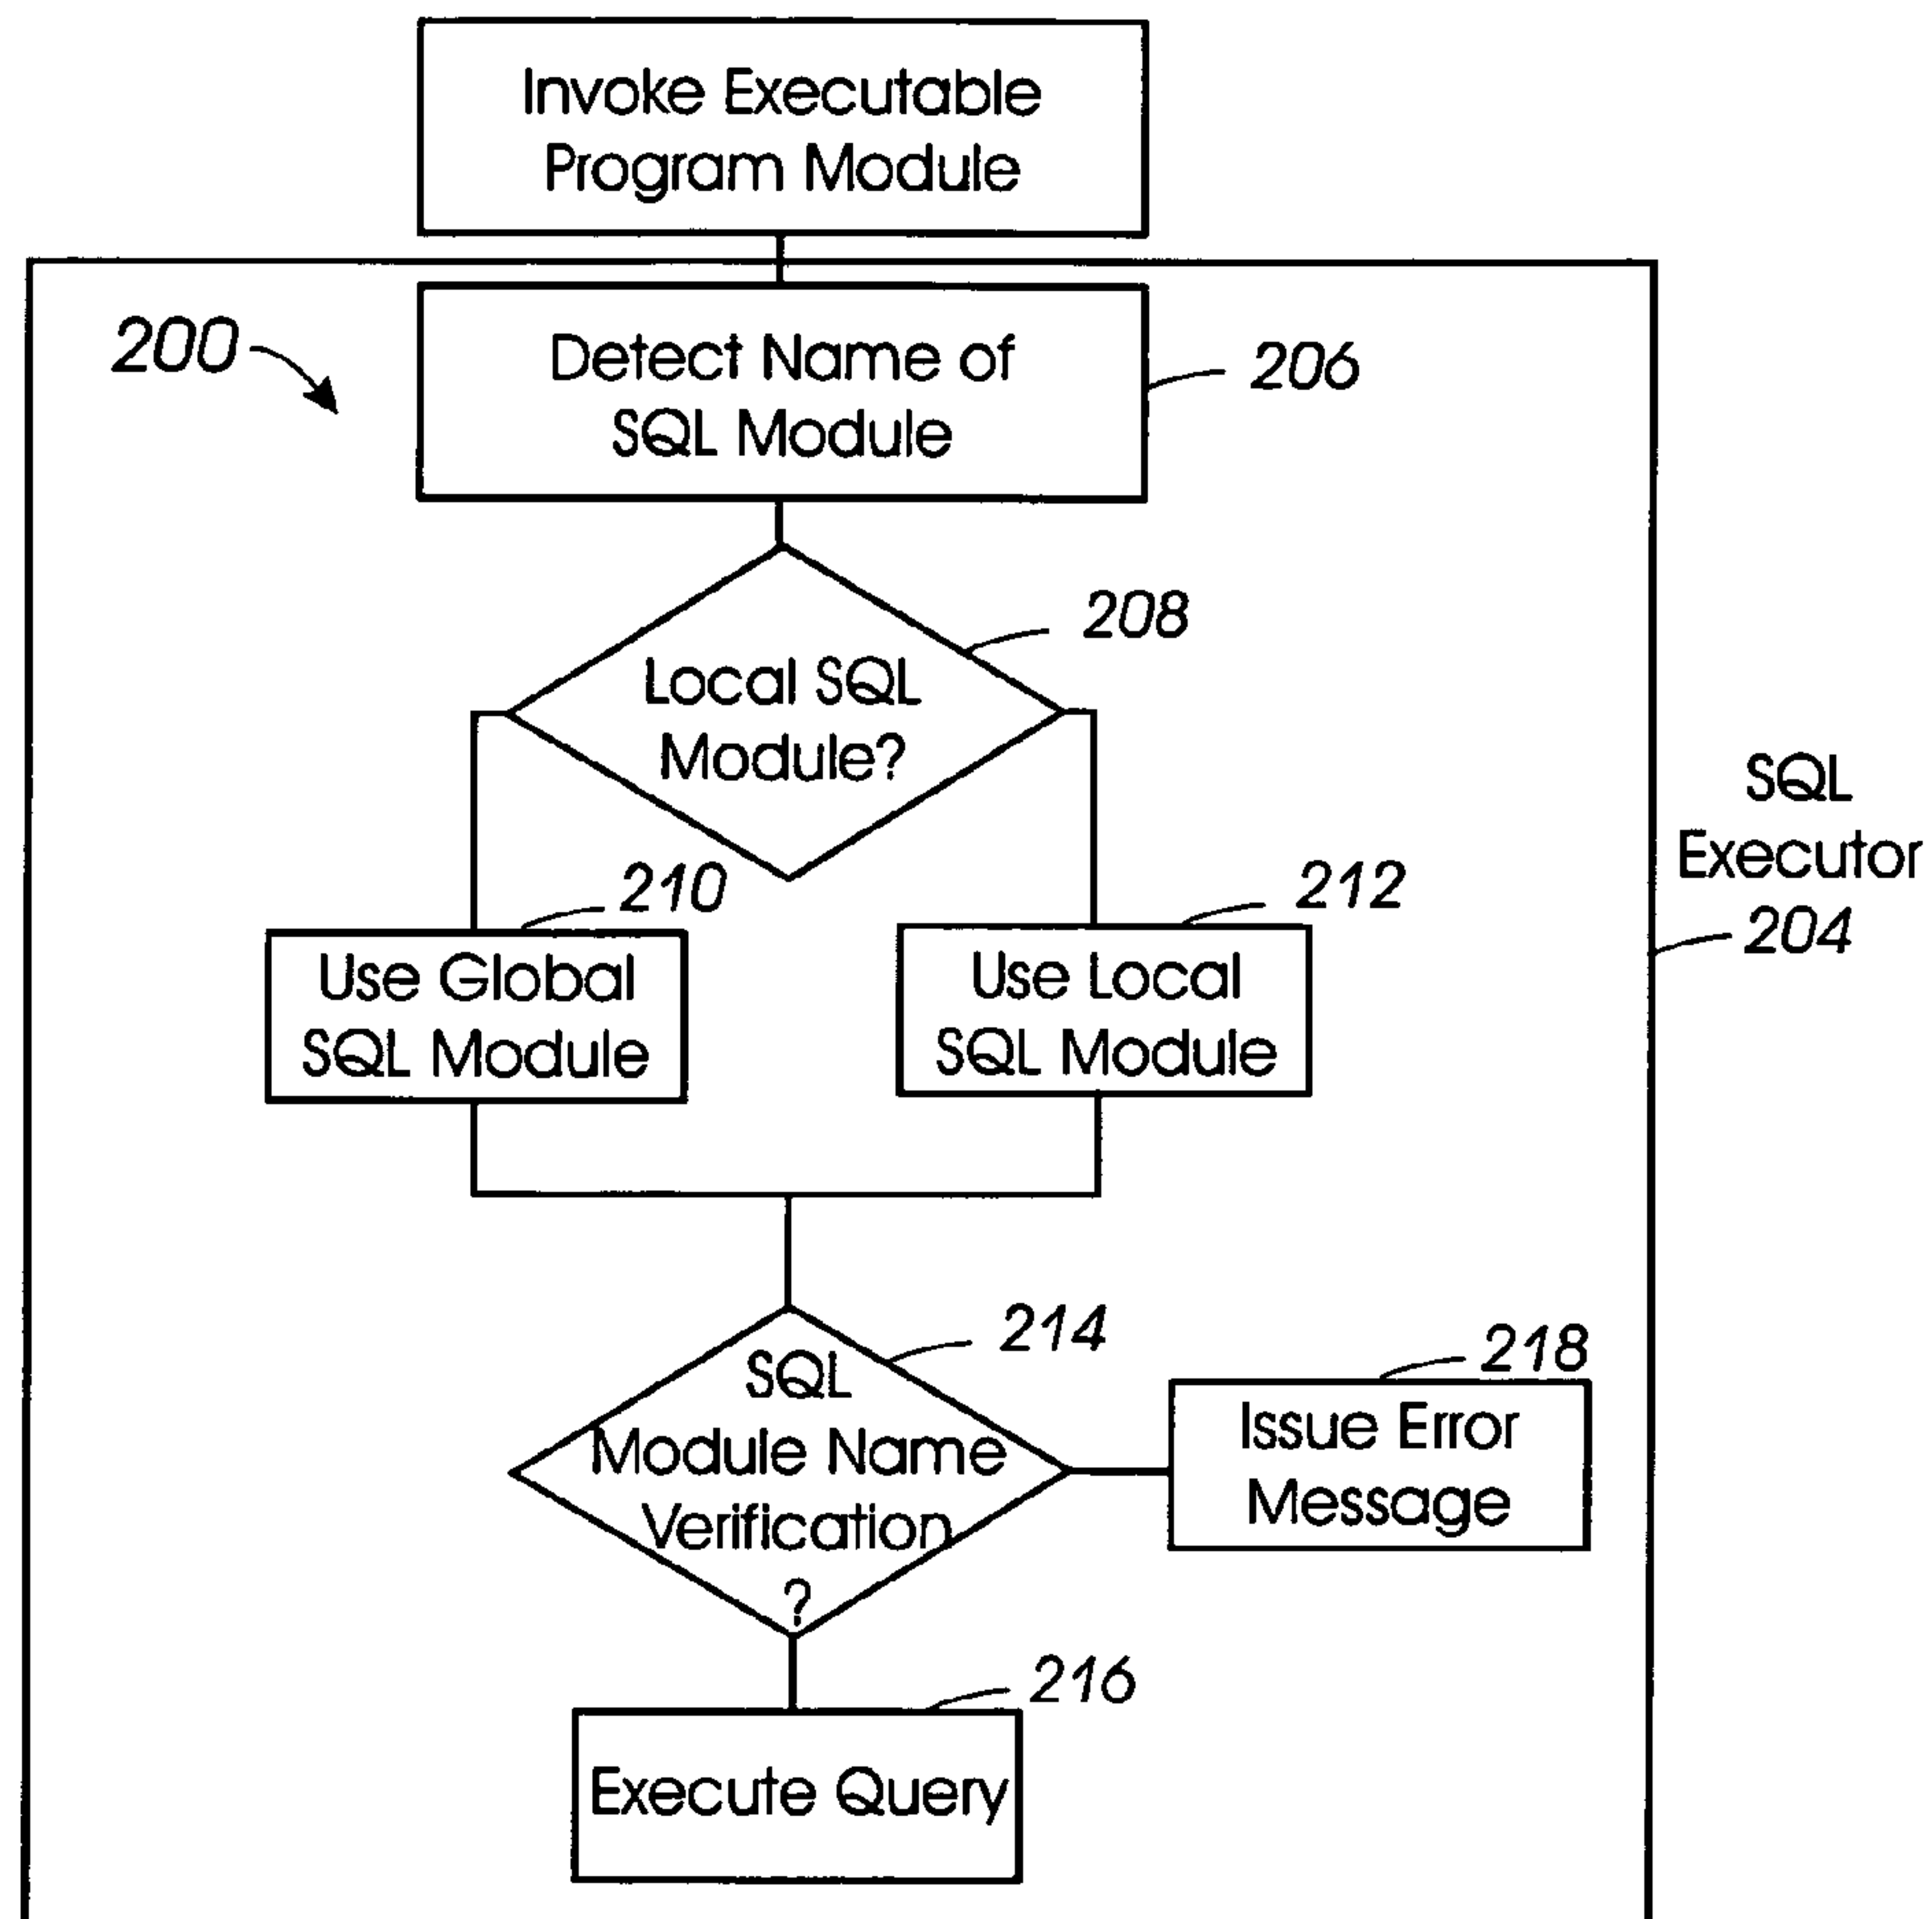 Invoke Executable
Program Module
200
Detect Name of
SQL Module
206
208
Local SQL
Module?
SQL
Executor
204
210
Use Global
SQL Module
212
Use Local
SQL Module
214
SQL
Module Name
Verification
?
218
Issue Error
Message
216
Execute Query